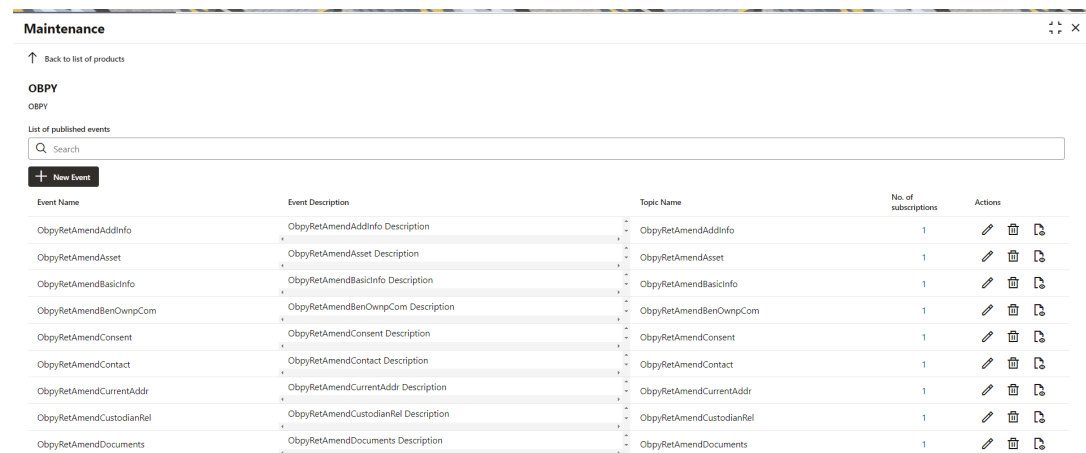 Maintenance
Back to list of products
OBPY
OBPY
List of published events
Search
New Event
Event Name Event Description Topic Name No. of subscriptions Actions
ObpyRetAmendAddInfo ObpyRetAmendAddInfo Description ObpyRetAmendAddInfo 1
ObpyRetAmendAsset ObpyRetAmendAsset Description ObpyRetAmendAsset 1
ObpyRetAmendBasicInfo ObpyRetAmendBasicInfo Description ObpyRetAmendBasicInfo 1
ObpyRetAmendBenOwnpCom ObpyRetAmendBenOwnpCom Description ObpyRetAmendBenOwnpCom 1
ObpyRetAmendConsent ObpyRetAmendConsent Description ObpyRetAmendConsent 1
ObpyRetAmendContact ObpyRetAmendContact Description ObpyRetAmendContact 1
ObpyRetAmendCurrentAddr ObpyRetAmendCurrentAddr Description ObpyRetAmendCurrentAddr 1
ObpyRetAmendCustodianRel ObpyRetAmendCustodianRel Description ObpyRetAmendCustodianRel 1
ObpyRetAmendDocuments ObpyRetAmendDocuments Description ObpyRetAmendDocuments 1